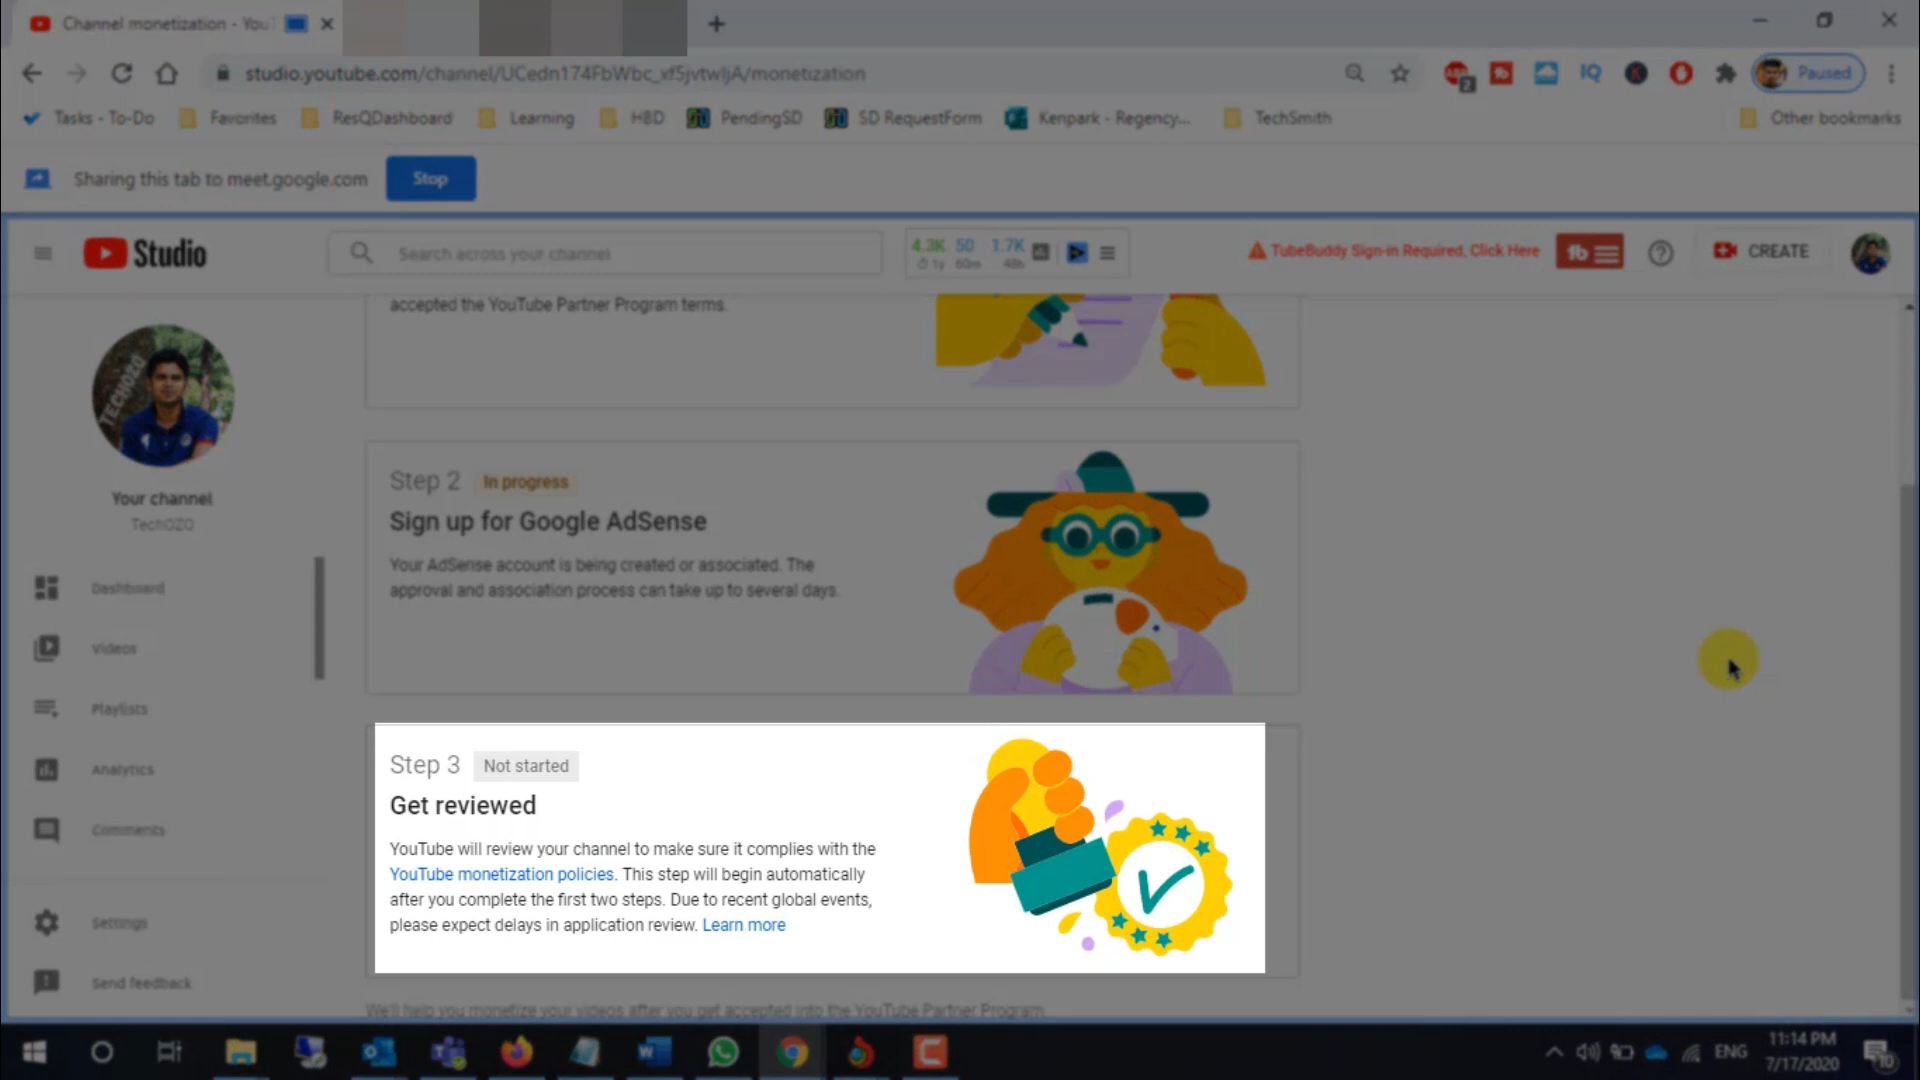 Channel monetization - You
studio.youtube.com/channel/UCedn174FbWbc_xf5jvtwIjA/monetization
IQ
Paused
Tasks - To-Do
Favorites
ResQDashboard
Learning
HBD
PendingSD
SD RequestForm
Kenpark - Regency...
TechSmith
Other bookmarks
Sharing this tab to meet.google.com
Stop
Studio
Search across your channel
4.3K 50 1.7K
1y 60m 48h
TubeBuddy Sign-in Required, Click Here
CREATE
accepted the YouTube Partner Program terms.
TECHOZO
Your channel
TechOZO
Dashboard
Videos
Playlists
Analytics
Comments
Settings
Send feedback
Step 2 In progress
Sign up for Google AdSense
Your AdSense account is being created or associated. The
approval and association process can take up to several days.
Step 3 Not started
Get reviewed
YouTube will review your channel to make sure it complies with the
YouTube monetization policies. This step will begin automatically
after you complete the first two steps. Due to recent global events,
please expect delays in application review. Learn more
We'll help you monetize your videos after you get accepted into the YouTube Partner Program.
ENG
11:14 PM
7/17/2020
10